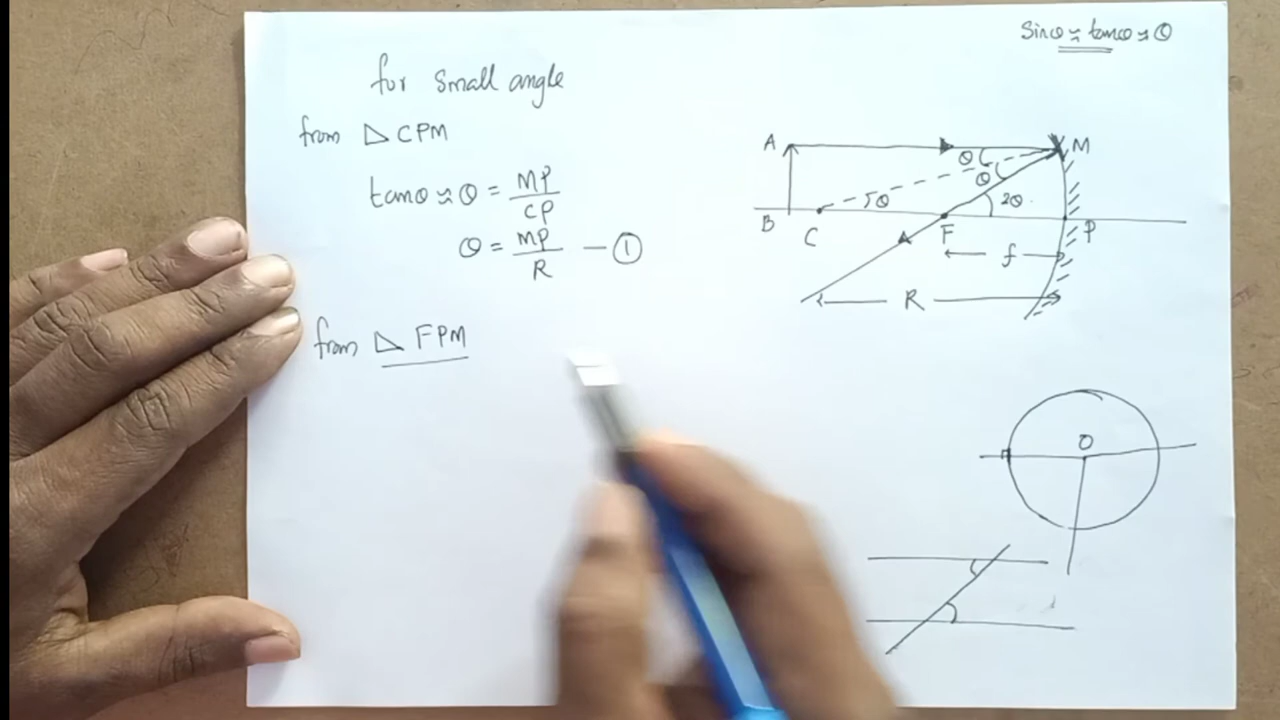 Sinθ ≈ tanθ ≈ θ
for small angle
from △ CPM
tanθ ≈ θ = MP/CP
θ = MP/R — ①
from △ FPM
A
M
θ
θ
θ
2θ
B
C
F
P
f
R
O